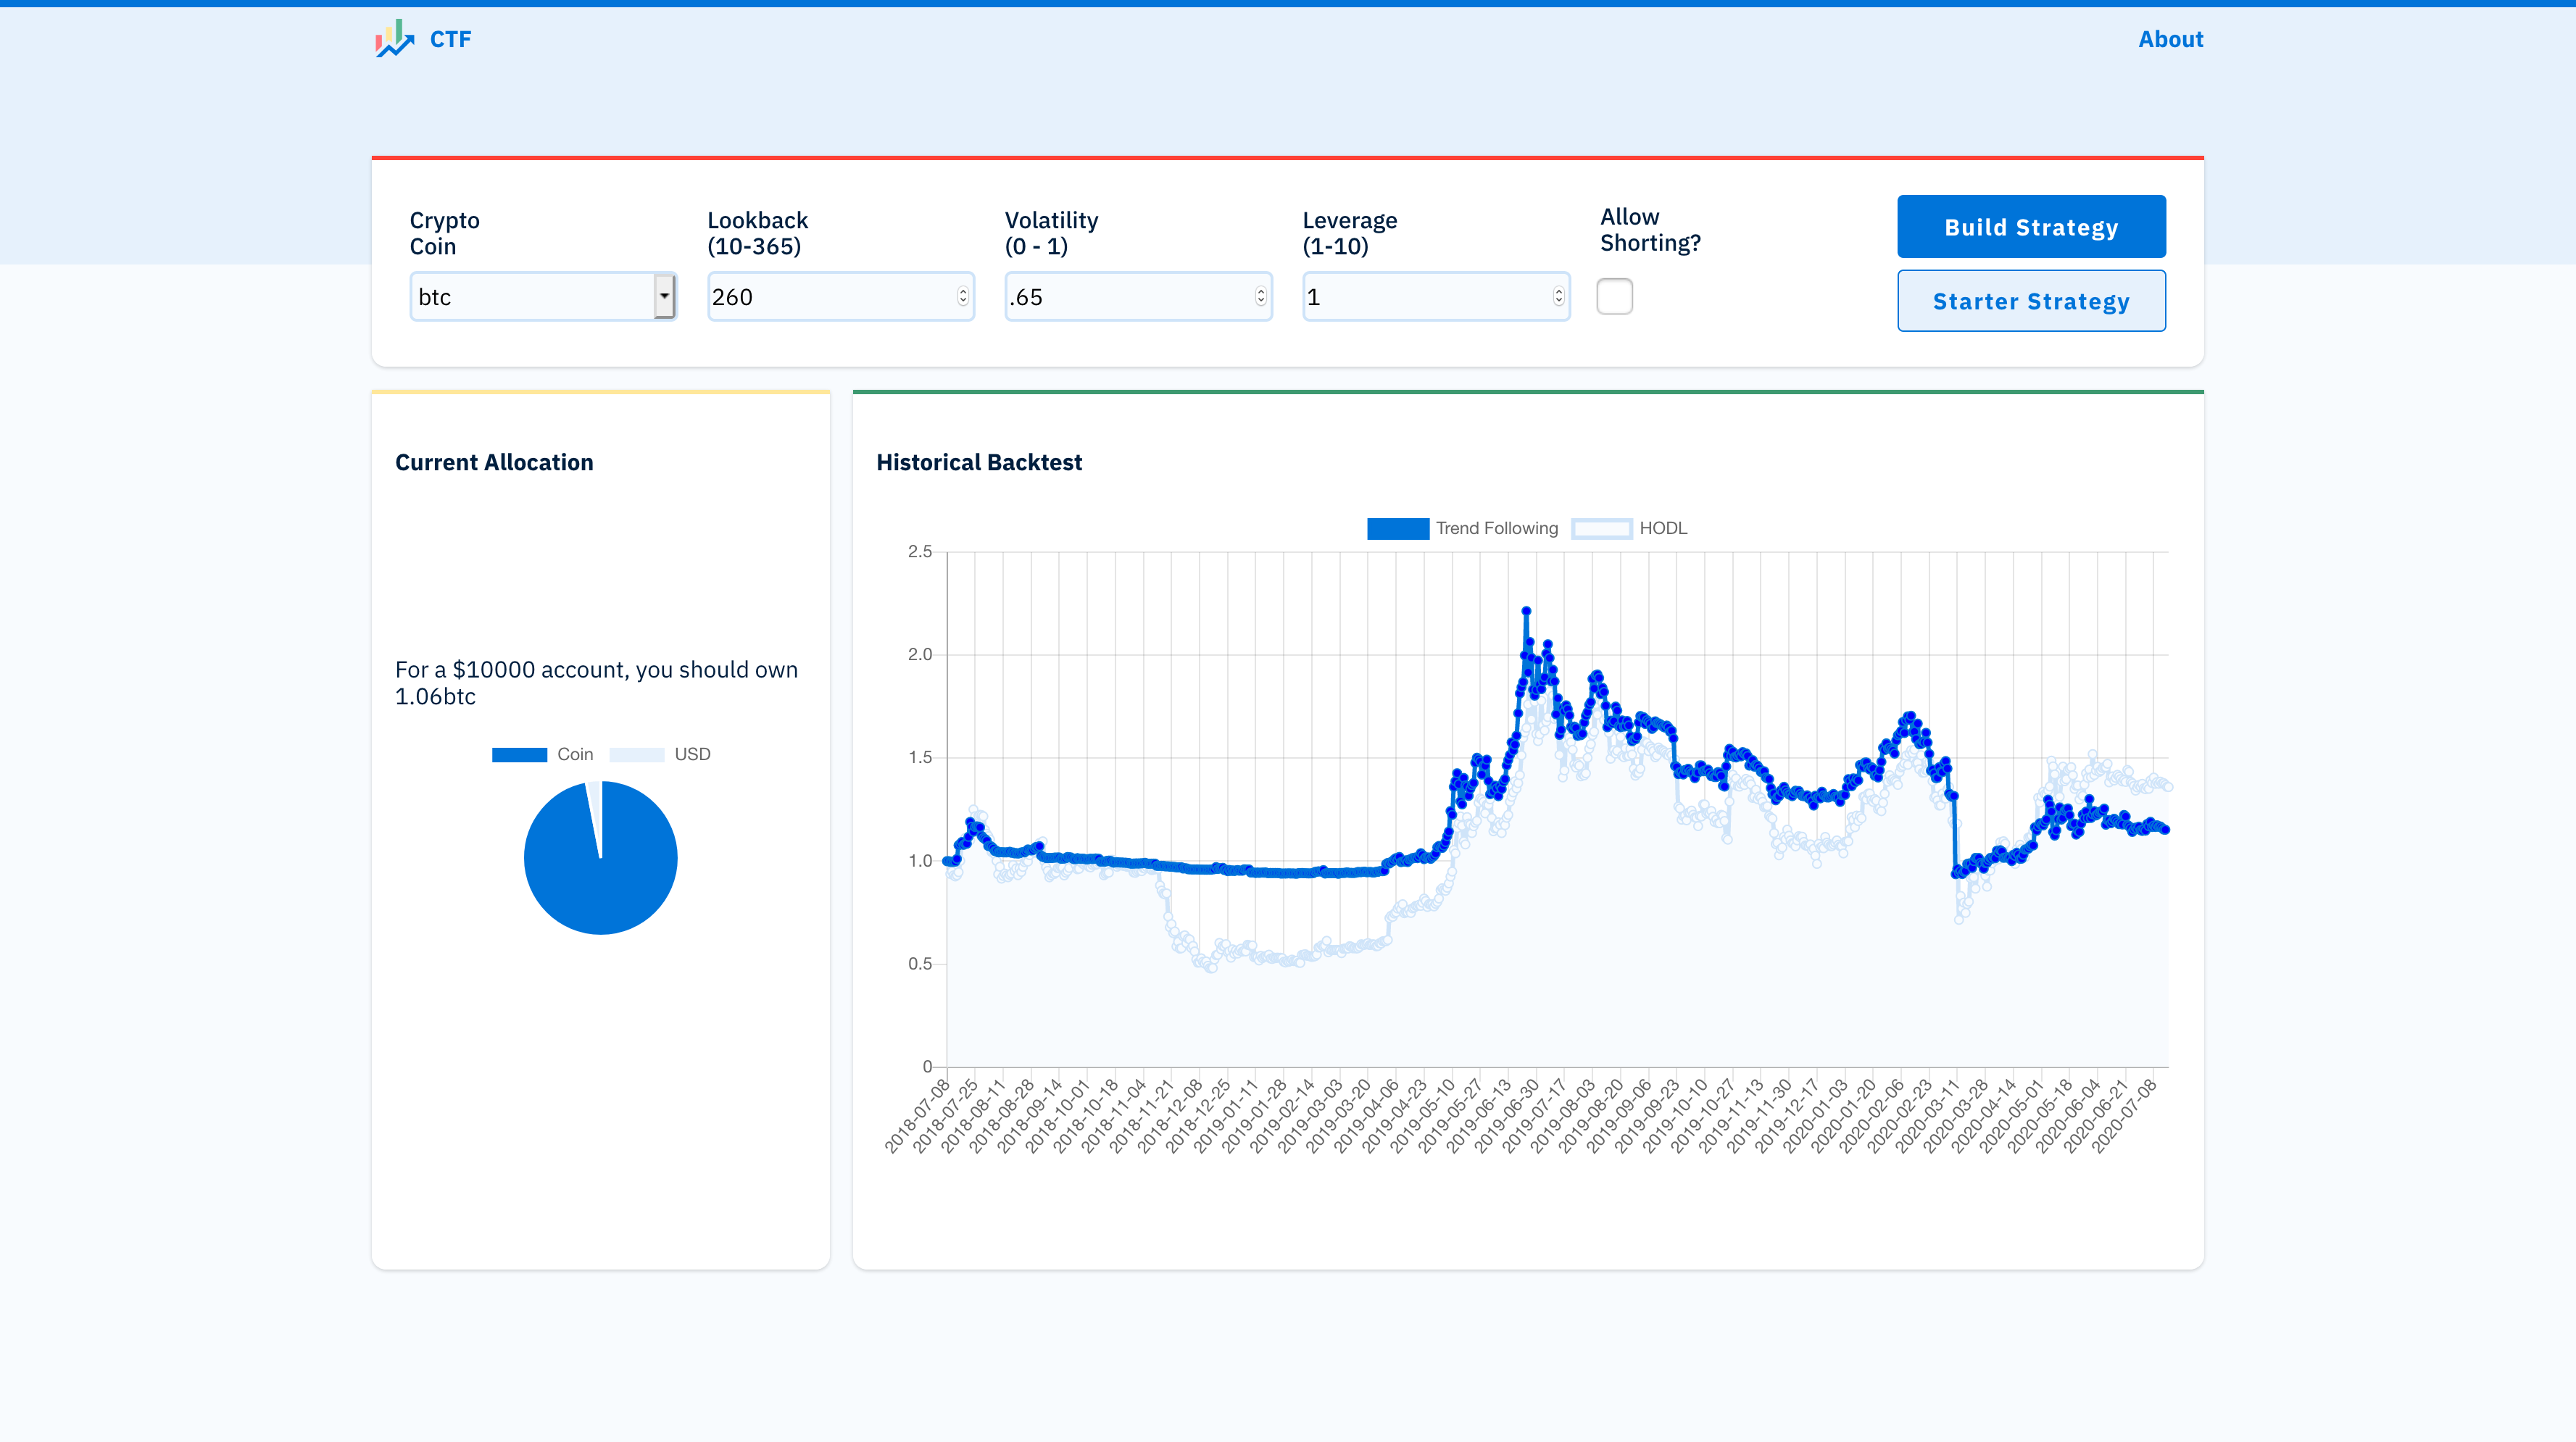 CTF
About
Crypto
Coin
Lookback
(10-365)
Volatility
(0 - 1)
Leverage
(1-10)
Allow
Shorting?
btc
260
.65
1
Build Strategy
Starter Strategy
Current Allocation
For a $10000 account, you should own
1.06btc
Coin
USD
Historical Backtest
Trend Following
HODL
2.5
2.0
1.5
1.0
0.5
0
2018-07-08
2018-07-25
2018-08-11
2018-08-28
2018-09-14
2018-10-01
2018-10-18
2018-11-04
2018-11-21
2018-12-08
2018-12-25
2019-01-11
2019-01-28
2019-02-14
2019-03-03
2019-03-20
2019-04-06
2019-04-23
2019-05-10
2019-05-27
2019-06-13
2019-06-30
2019-07-17
2019-08-03
2019-08-20
2019-09-06
2019-09-23
2019-10-10
2019-10-27
2019-11-13
2019-11-30
2019-12-17
2020-01-03
2020-01-20
2020-02-06
2020-02-23
2020-03-11
2020-03-28
2020-04-14
2020-05-01
2020-05-18
2020-06-04
2020-06-21
2020-07-08